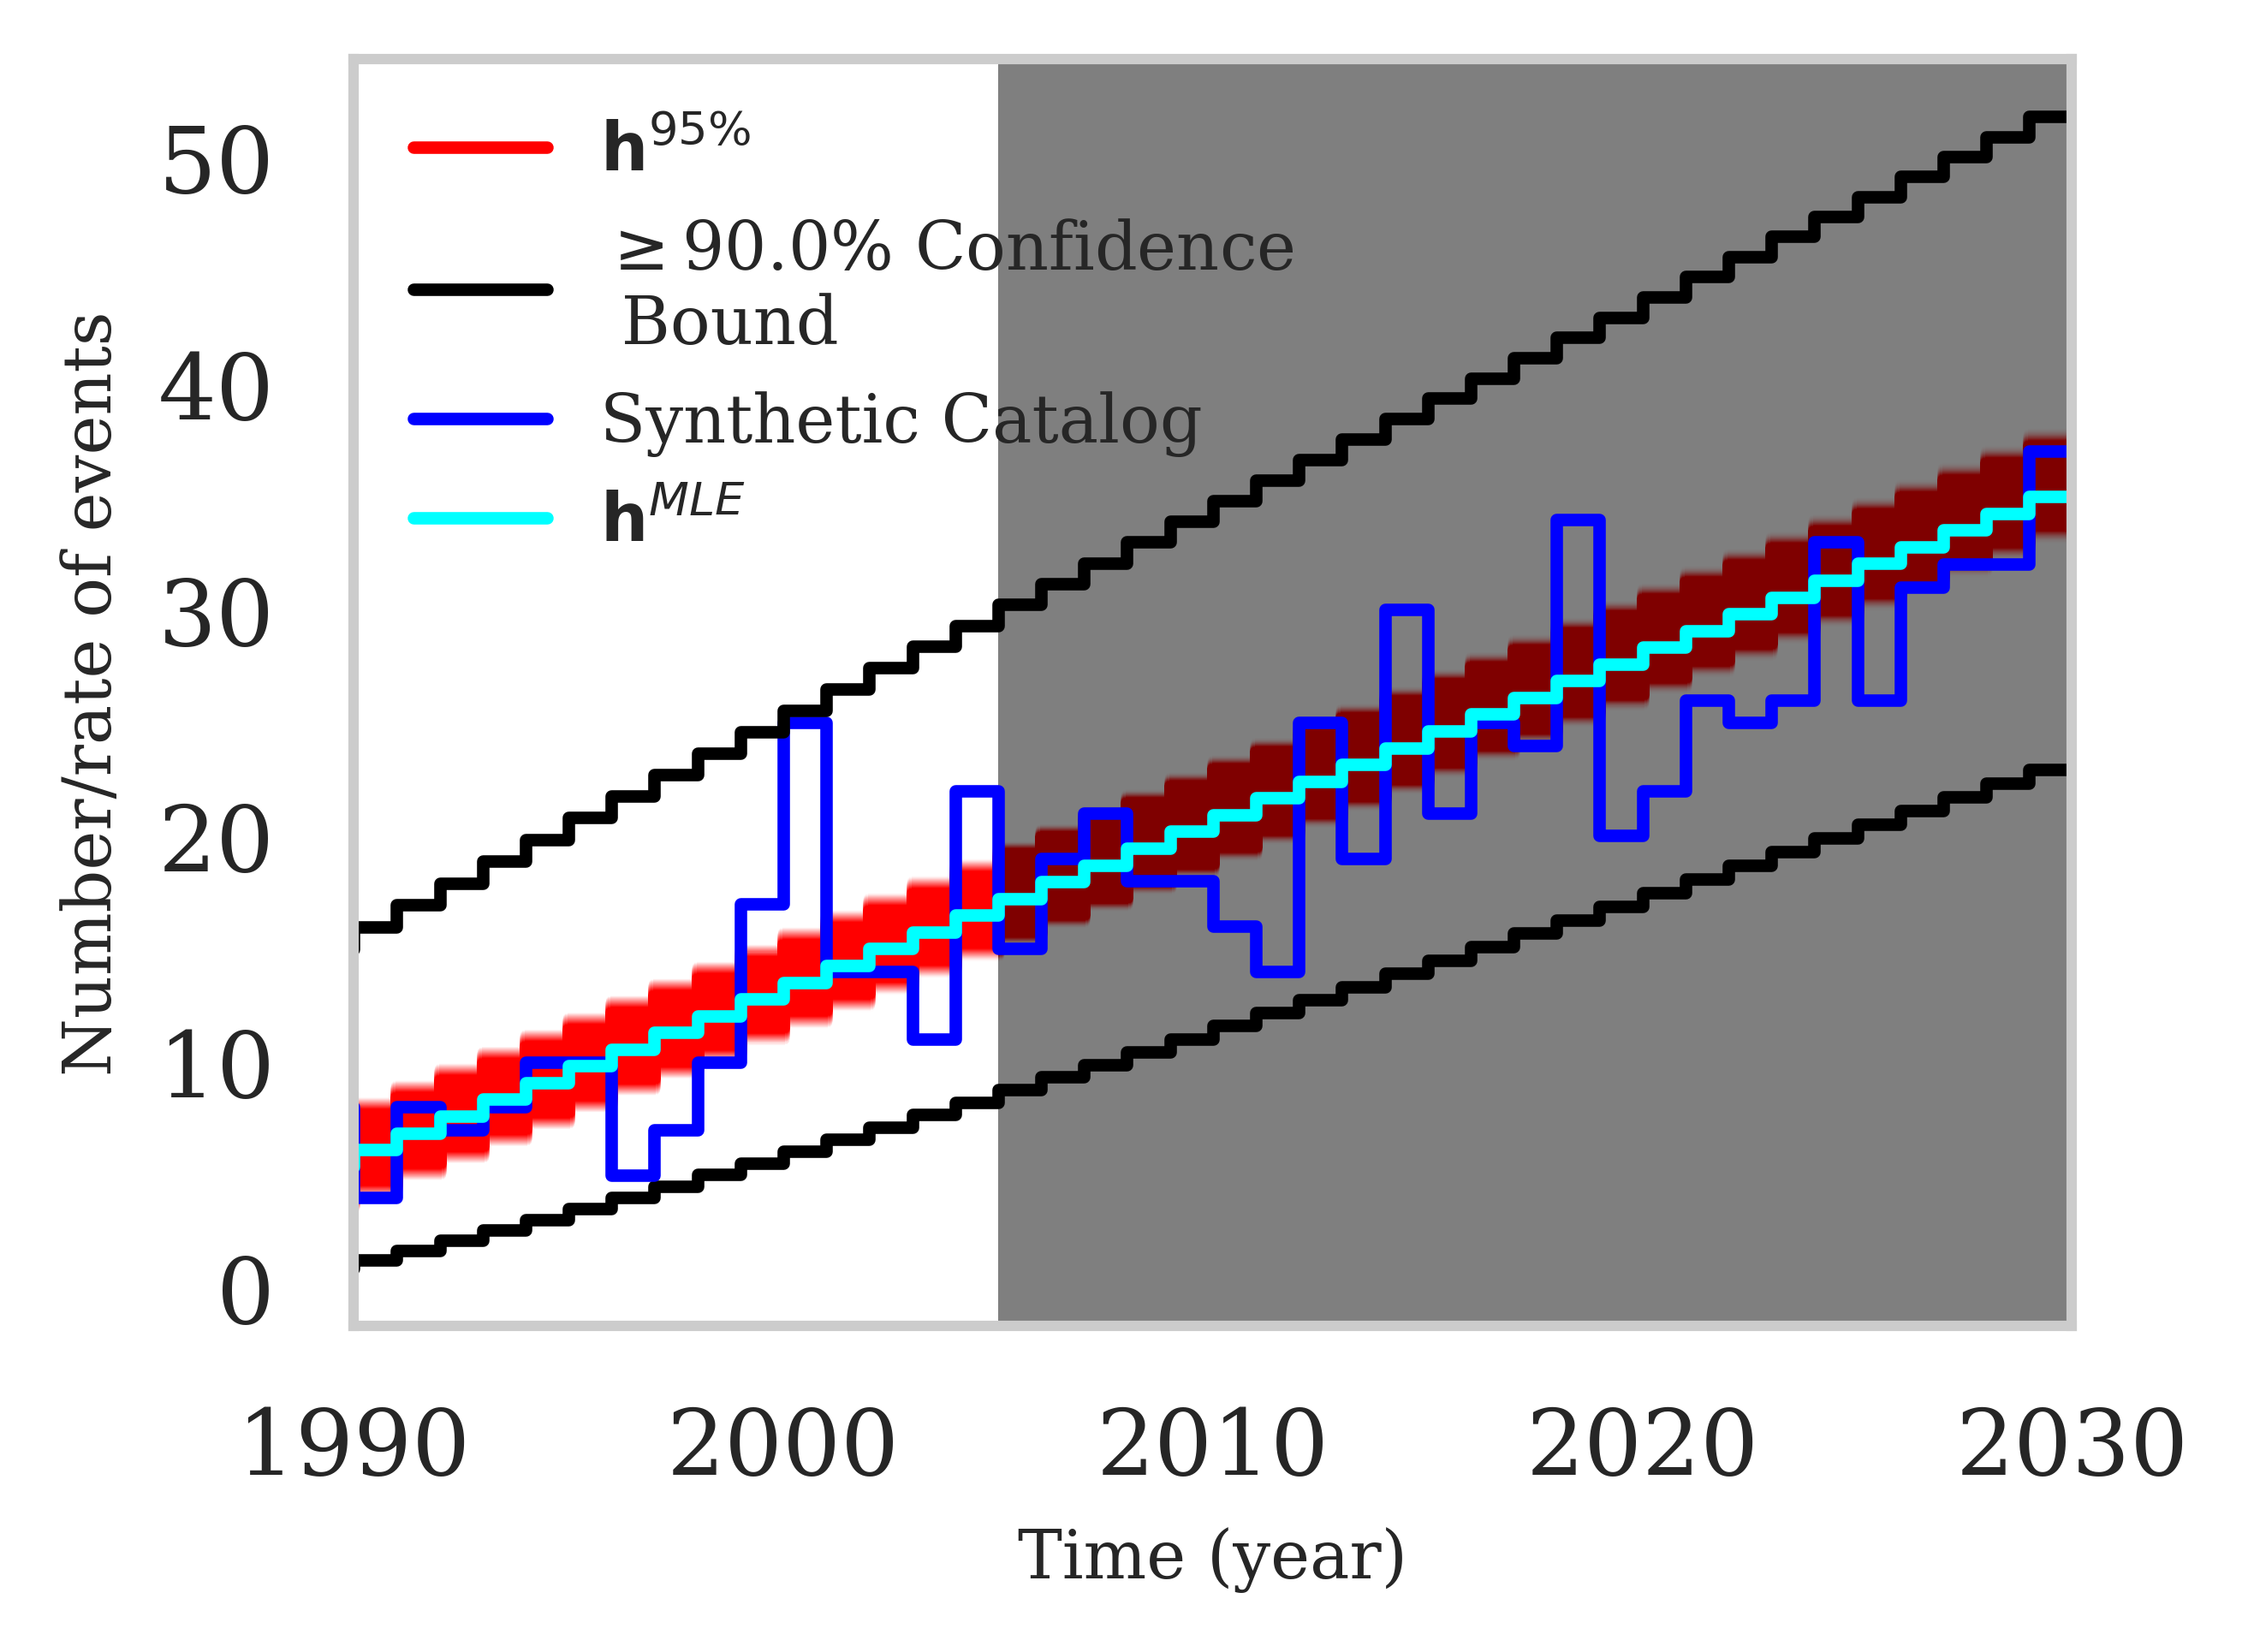 50
40
30
20
10
0
Number/rate of events
h^{95%}
≥ 90.0% Confidence
Bound
Synthetic Catalog
h^{MLE}
1990 2000 2010 2020 2030
Time (year)